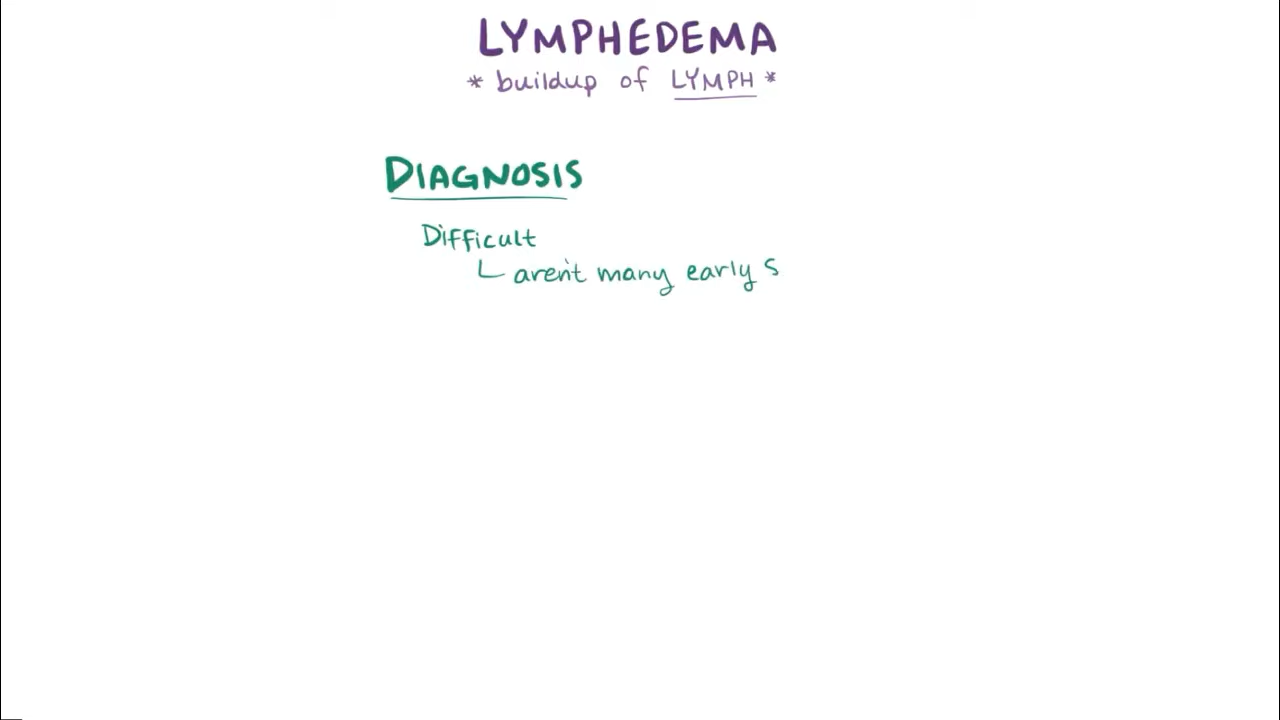 LYMPHEDEMA
* buildup of LYMPH *
DIAGNOSIS
Difficult
aren't many early s